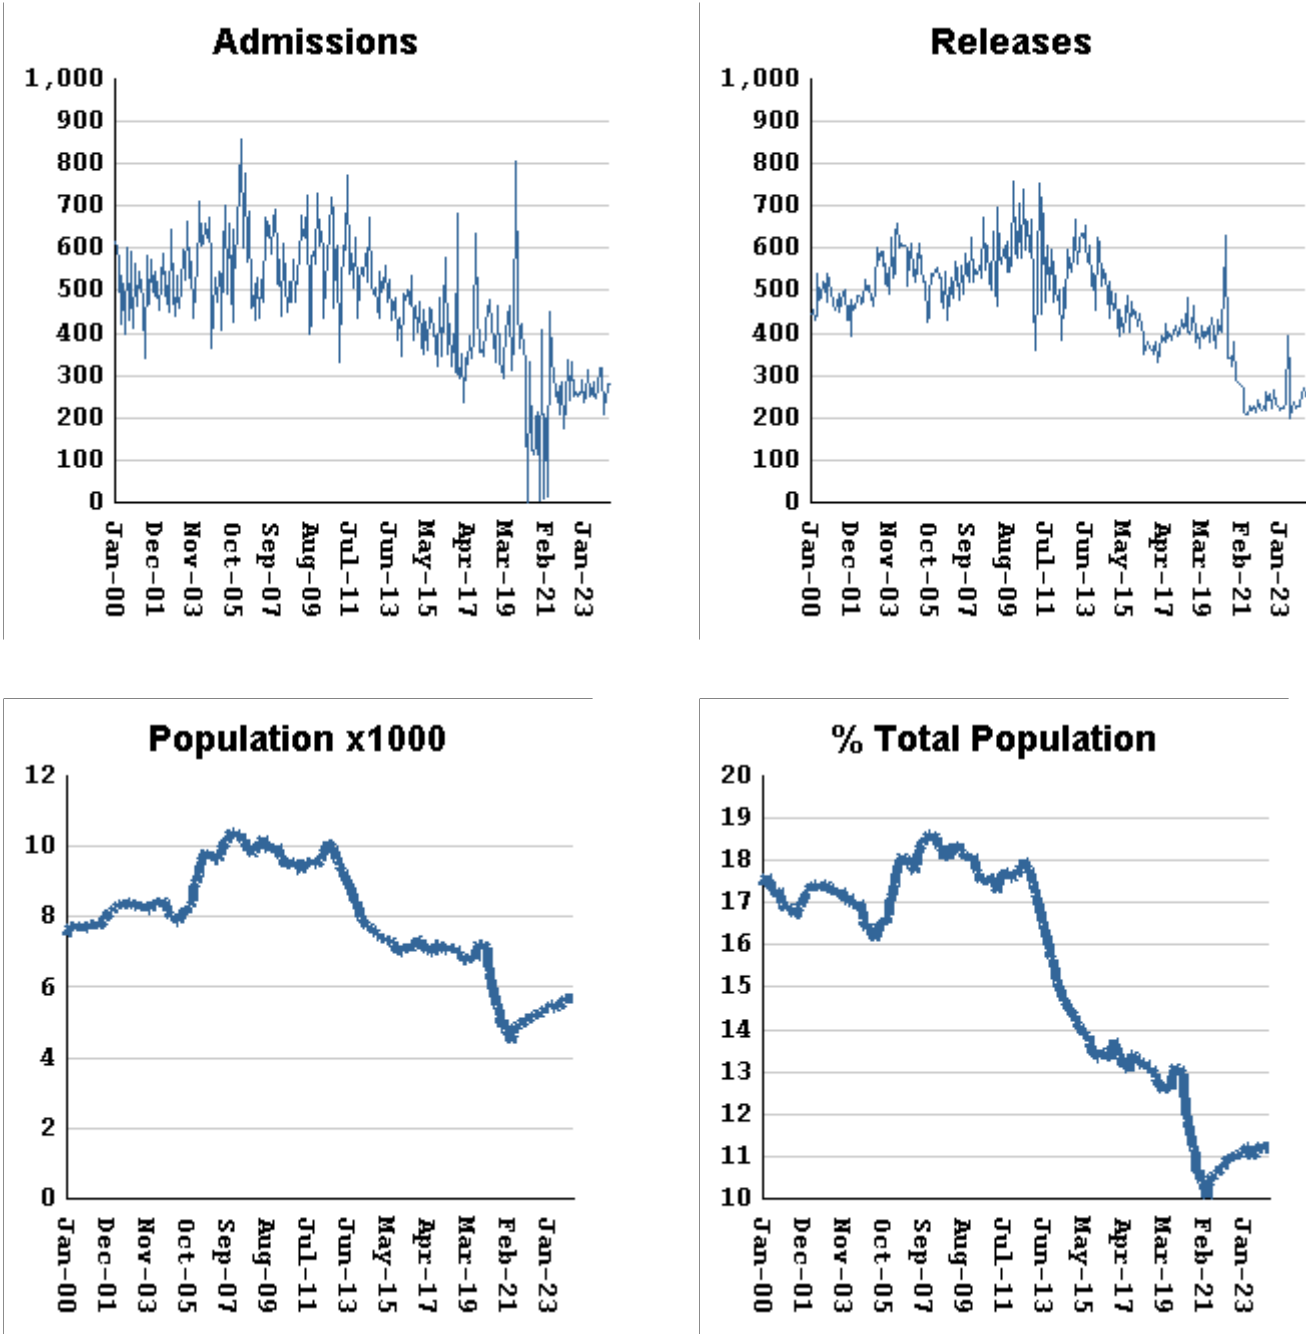 Admissions
1,000
900
800
700
600
500
400
300
200
100
0
Jan-00
Dec-01
Nov-03
Oct-05
Sep-07
Aug-09
Jul-11
Jun-13
May-15
Apr-17
Mar-19
Feb-21
Jan-23
Releases
1,000
900
800
700
600
500
400
300
200
100
0
Jan-00
Dec-01
Nov-03
Oct-05
Sep-07
Aug-09
Jul-11
Jun-13
May-15
Apr-17
Mar-19
Feb-21
Jan-23
Population x1000
12
10
8
6
4
2
0
Jan-00
Dec-01
Nov-03
Oct-05
Sep-07
Aug-09
Jul-11
Jun-13
May-15
Apr-17
Mar-19
Feb-21
Jan-23
% Total Population
20
19
18
17
16
15
14
13
12
11
10
Jan-00
Dec-01
Nov-03
Oct-05
Sep-07
Aug-09
Jul-11
Jun-13
May-15
Apr-17
Mar-19
Feb-21
Jan-23